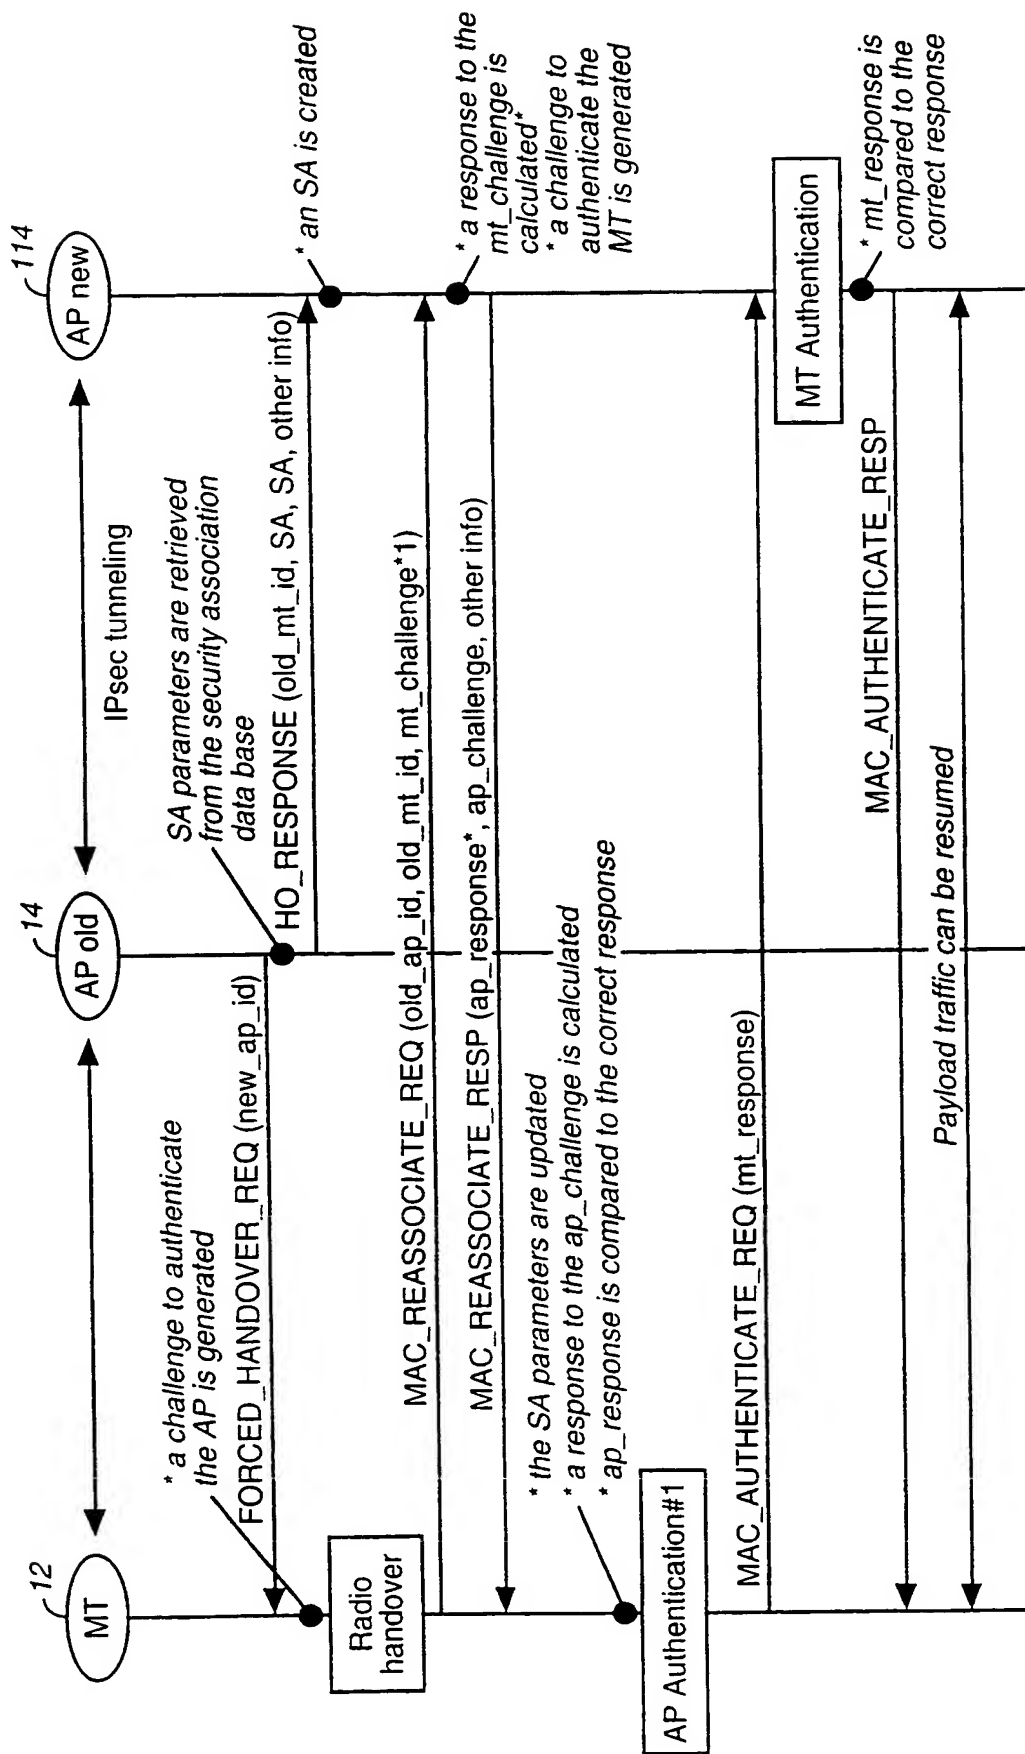 12
MT
14
AP old
114
AP new
IPsec tunneling
* a challenge to authenticate
the AP is generated
SA parameters are retrieved
from the security association
data base
FORCED_HANDOVER_REQ (new_ap_id)
HO_RESPONSE (old_mt_id, SA, SA, other info)
* an SA is created
Radio
handover
MAC_REASSOCIATE_REQ (old_ap_id, old_mt_id, mt_challenge*1)
* a response to the
mt_challenge is
calculated*
* a challenge to
authenticate the
MT is generated
MAC_REASSOCIATE_RESP (ap_response*, ap_challenge, other info)
* the SA parameters are updated
* a response to the ap_challenge is calculated
* ap_response is compared to the correct response
AP Authentication#1
MAC_AUTHENTICATE_REQ (mt_response)
MT Authentication
* mt_response is
compared to the
correct response
MAC_AUTHENTICATE_RESP
Payload traffic can be resumed